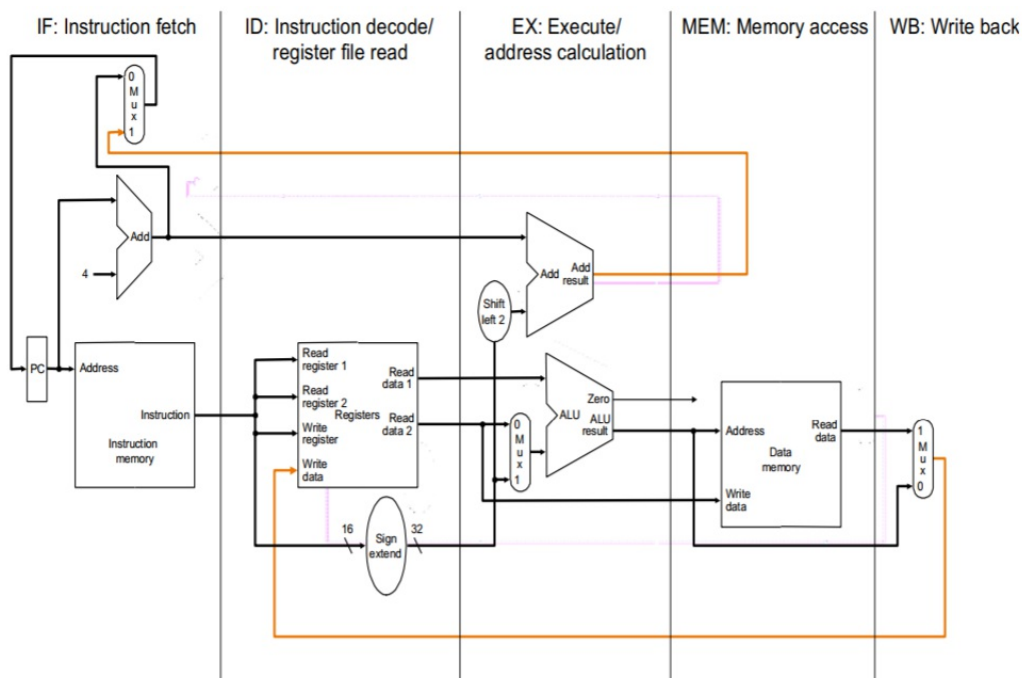 IF: Instruction fetch
ID: Instruction decode/
register file read
EX: Execute/
address calculation
MEM: Memory access
WB: Write back
0
M
u
x
1
Add
4
Add
Add
result
Shift
left 2
PC
Address
Instruction
Instruction
memory
Read
register 1
Read
register 2
Registers
Write
register
Write
data
Read
data 1
Read
data 2
16
Sign
extend
32
0
M
u
x
1
Zero
ALU
ALU
result
Address
Data
memory
Write
data
Read
data
1
M
u
x
0